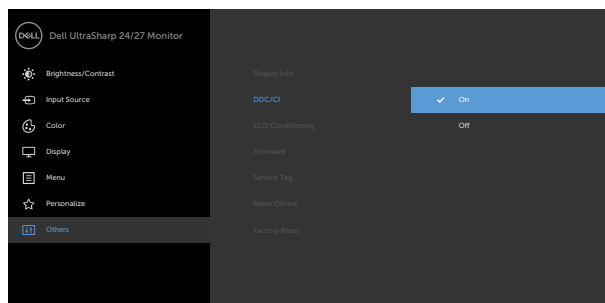 DELL
Dell UltraSharp 24/27 Monitor
Brightness/Contrast
Input Source
Color
Display
Menu
Personalize
Others
Display Info
DDC/CI
LCD Conditioning
Firmware
Service Tag
Reset Others
Factory Reset
On
Off